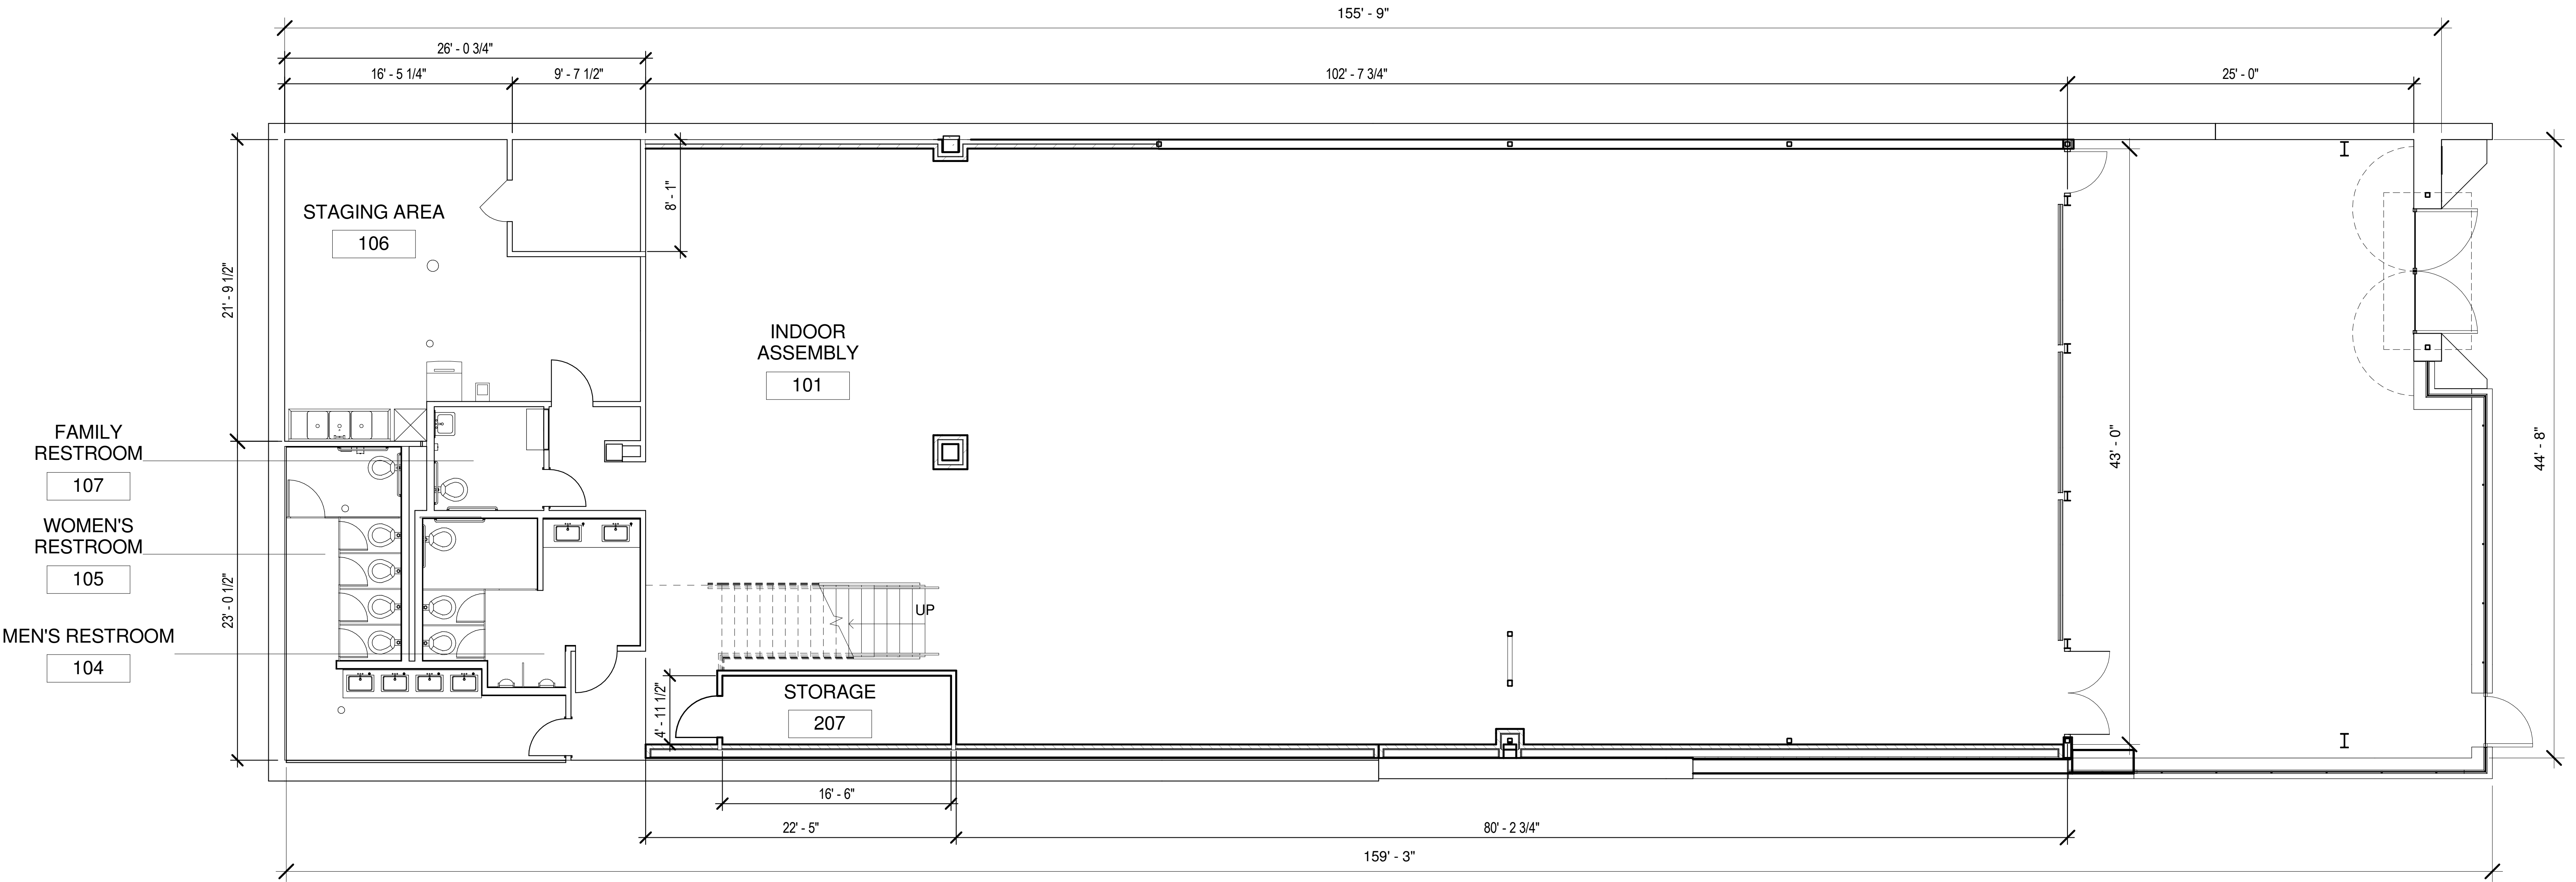 155' - 9"
26' - 0 3/4"
16' - 5 1/4"
9' - 7 1/2"
102' - 7 3/4"
25' - 0"
8' - 1"
STAGING AREA
106
21' - 9 1/2"
INDOOR
ASSEMBLY
101
FAMILY
RESTROOM
107
43' - 0"
44' - 8"
WOMEN'S
RESTROOM
105
23' - 0 1/2"
UP
MEN'S RESTROOM
104
4' - 11 1/2"
STORAGE
207
16' - 6"
22' - 5"
80' - 2 3/4"
159' - 3"